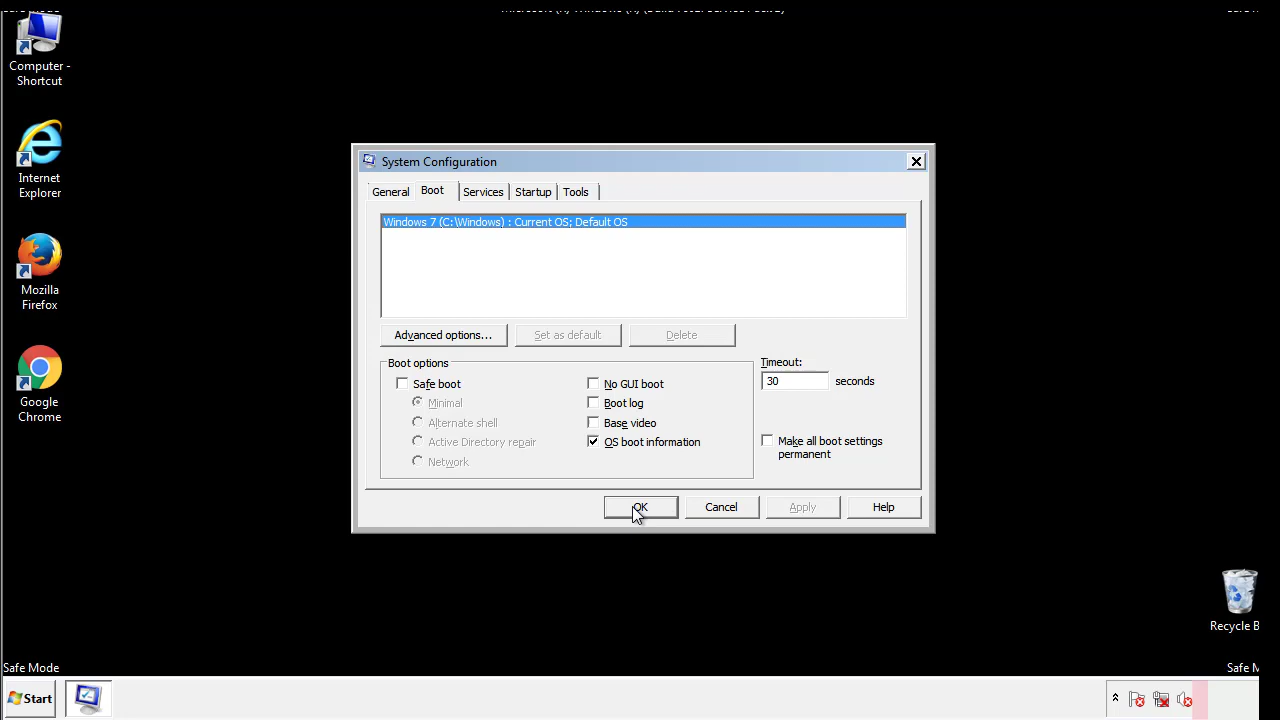 Computer -
Shortcut
Internet
Explorer
Mozilla
Firefox
Google
Chrome
System Configuration
General Boot Services Startup Tools
Windows 7 (C:\Windows) : Current OS; Default OS
Advanced options... Set as default Delete
Boot options
Timeout:
Safe boot No GUI boot
30 seconds
Minimal Boot log
Alternate shell Base video
Active Directory repair OS boot information
Make all boot settings
permanent
Network
OK Cancel Apply Help
Recycle B
Safe Mode Safe M
Start